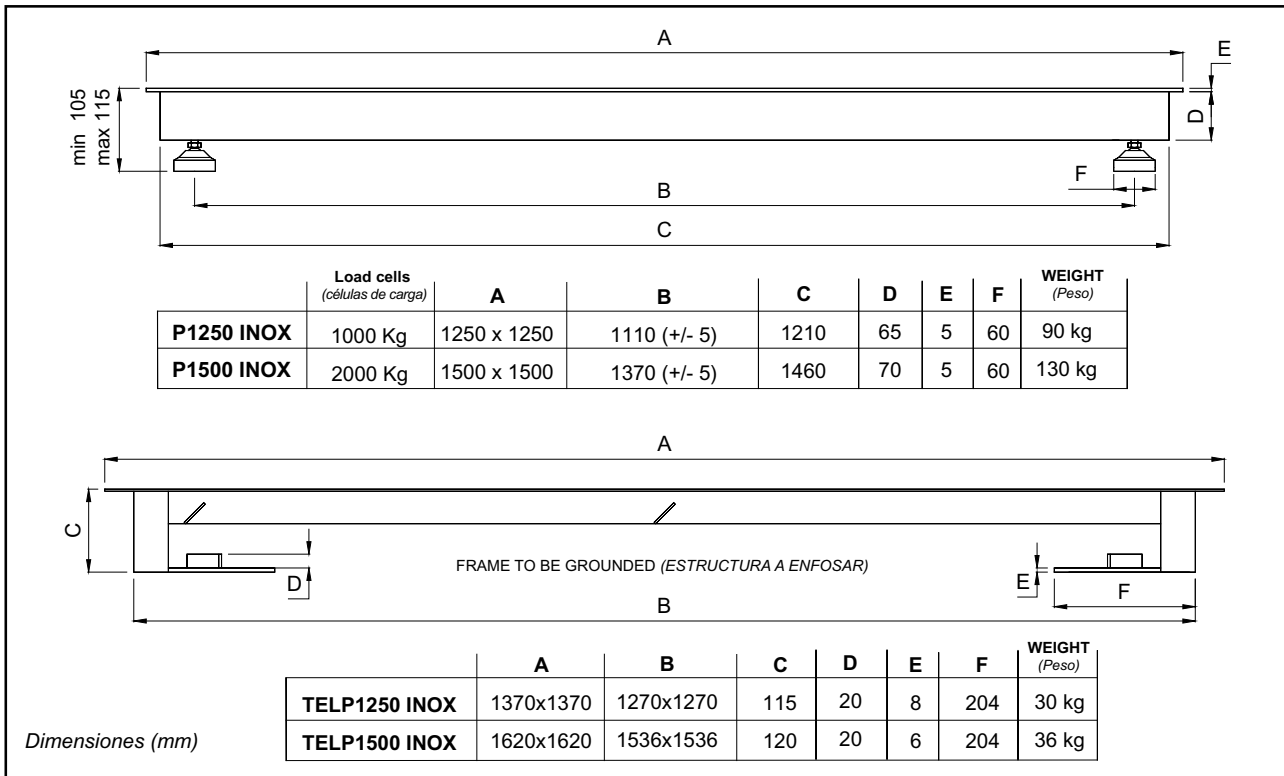 A
E
min 105
max 115
D
F
B
C
Load cells
(células de carga) A B C D E F WEIGHT
(Peso)
P1250 INOX 1000 Kg 1250 x 1250 1110 (+/- 5) 1210 65 5 60 90 kg
P1500 INOX 2000 Kg 1500 x 1500 1370 (+/- 5) 1460 70 5 60 130 kg
A
C
D
FRAME TO BE GROUNDED (ESTRUCTURA A ENFOSAR)
E
F
B
A B C D E F WEIGHT
(Peso)
TELP1250 INOX 1370x1370 1270x1270 115 20 8 204 30 kg
TELP1500 INOX 1620x1620 1536x1536 120 20 6 204 36 kg
Dimensiones (mm)